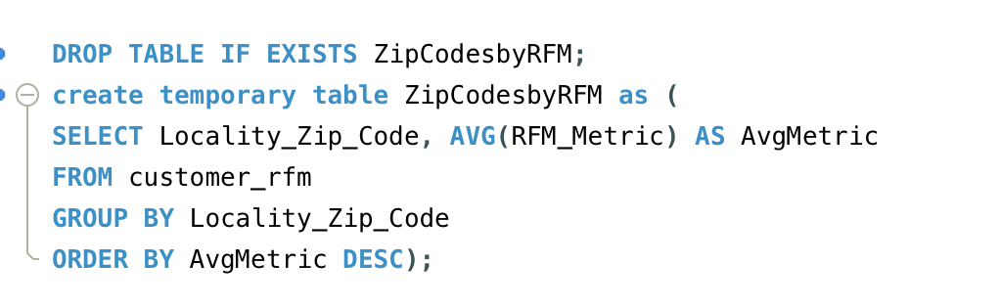 DROP TABLE IF EXISTS ZipCodesbyRFM;
create temporary table ZipCodesbyRFM as (
SELECT Locality_Zip_Code, AVG(RFM_Metric) AS AvgMetric
FROM customer_rfm
GROUP BY Locality_Zip_Code
ORDER BY AvgMetric DESC);